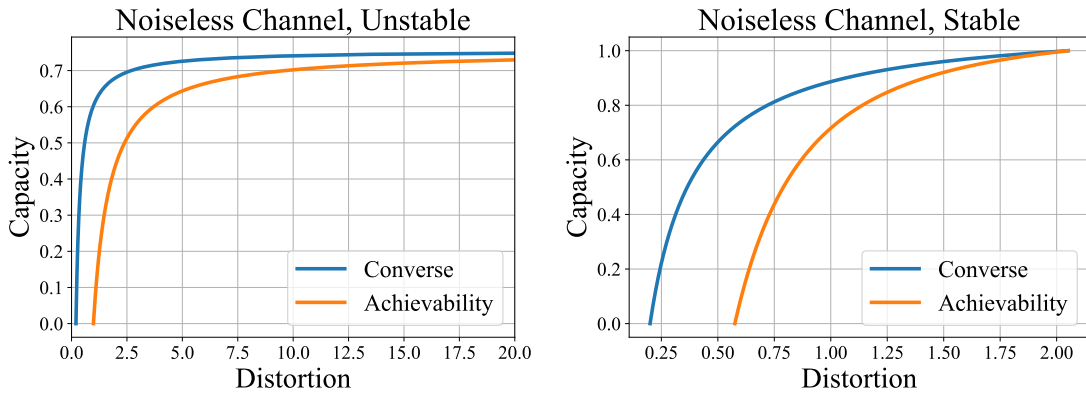 Noiseless Channel, Unstable
Capacity
0.7
0.6
0.5
0.4
0.3
0.2
0.1
0.0
Converse
Achievability
0.0 2.5 5.0 7.5 10.0 12.5 15.0 17.5 20.0
Distortion
Noiseless Channel, Stable
Capacity
1.0
0.8
0.6
0.4
0.2
0.0
Converse
Achievability
0.25 0.50 0.75 1.00 1.25 1.50 1.75 2.00
Distortion